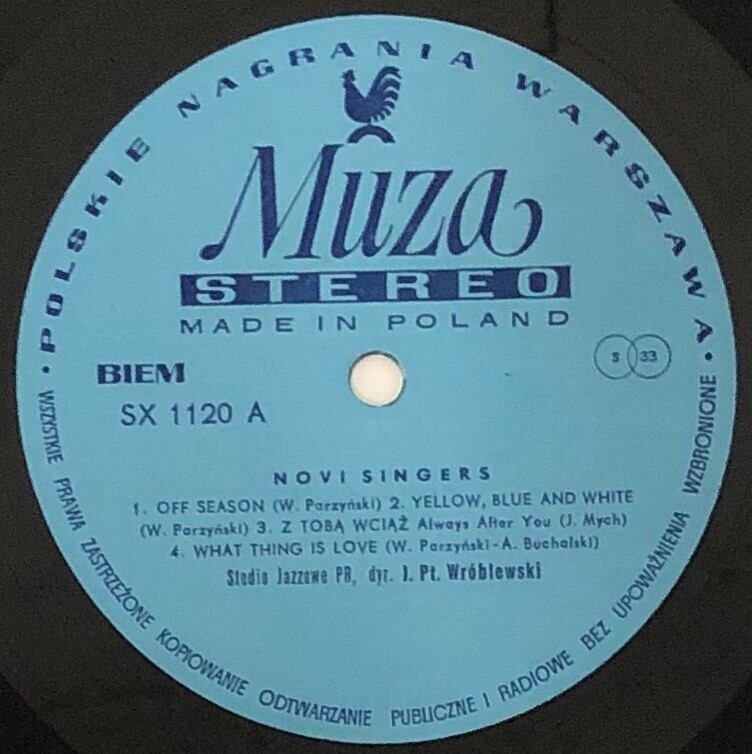 • POLSKIE NAGRANIA WARSZAWA •
Muza
STEREO
MADE IN POLAND
BIEM
S 33
SX 1120 A
NOVI SINGERS
1. OFF SEASON (W. Parzyński) 2. YELLOW, BLUE AND WHITE
(W. Parzyński) 3. Z TOBĄ WCIĄŻ Always After You (J. Mych)
4. WHAT THING IS LOVE (W. Parzyński-A. Buchalski)
Studio Jazzowe PR, dyr. J. Pt. Wróblewski
WSZYSTKIE PRAWA ZASTRZEŻONE KOPIOWANIE ODTWARZANIE PUBLICZNE I RADIOWE BEZ UPOWAŻNIENIA WZBRONIONE